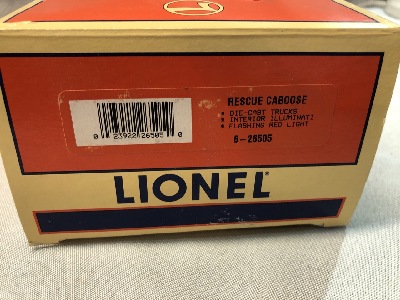 RESCUE CABOOSE
• DIE-CAST TRUCKS
• INTERIOR ILLUMINATI
• FLASHING RED LIGHT
6-26505
0 23922 26505 0
LIONEL®